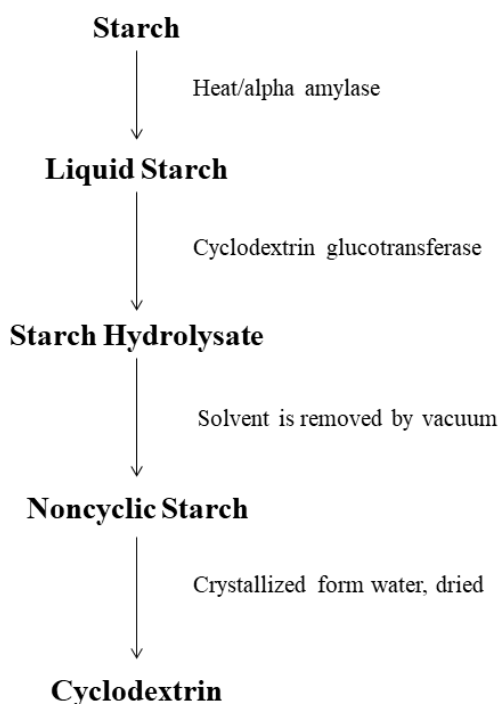 Starch
Heat/alpha amylase
Liquid Starch
Cyclodextrin glucotransferase
Starch Hydrolysate
Solvent is removed by vacuum
Noncyclic Starch
Crystallized form water, dried
Cyclodextrin